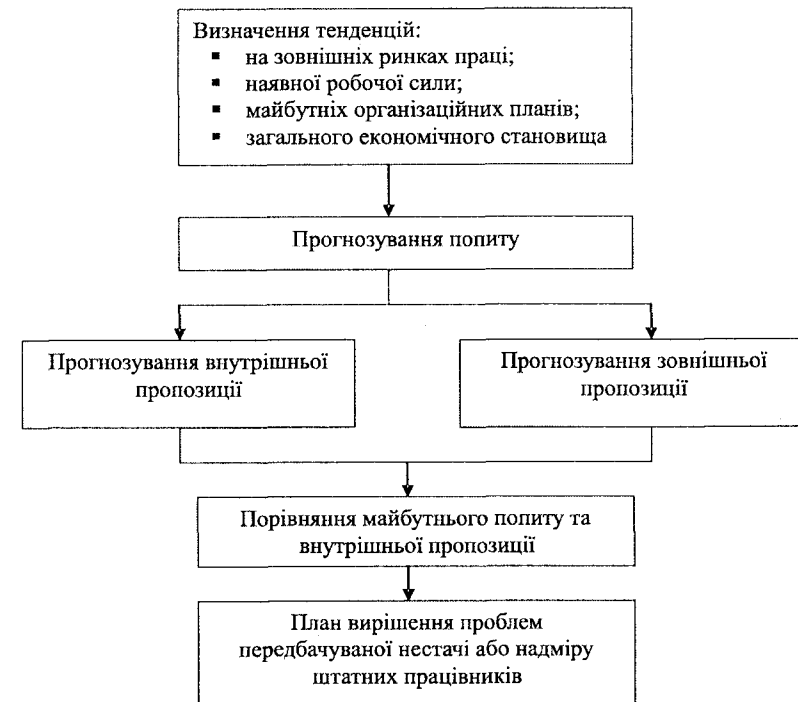 Визначення тенденцій:
▪ на зовнішніх ринках праці;
▪ наявної робочої сили;
▪ майбутніх організаційних планів;
▪ загального економічного становища
Прогнозування попиту
Прогнозування внутрішньої
пропозиції
Прогнозування зовнішньої
пропозиції
Порівняння майбутнього попиту та
внутрішньої пропозиції
План вирішення проблем
передбачуваної нестачі або надміру
штатних працівників